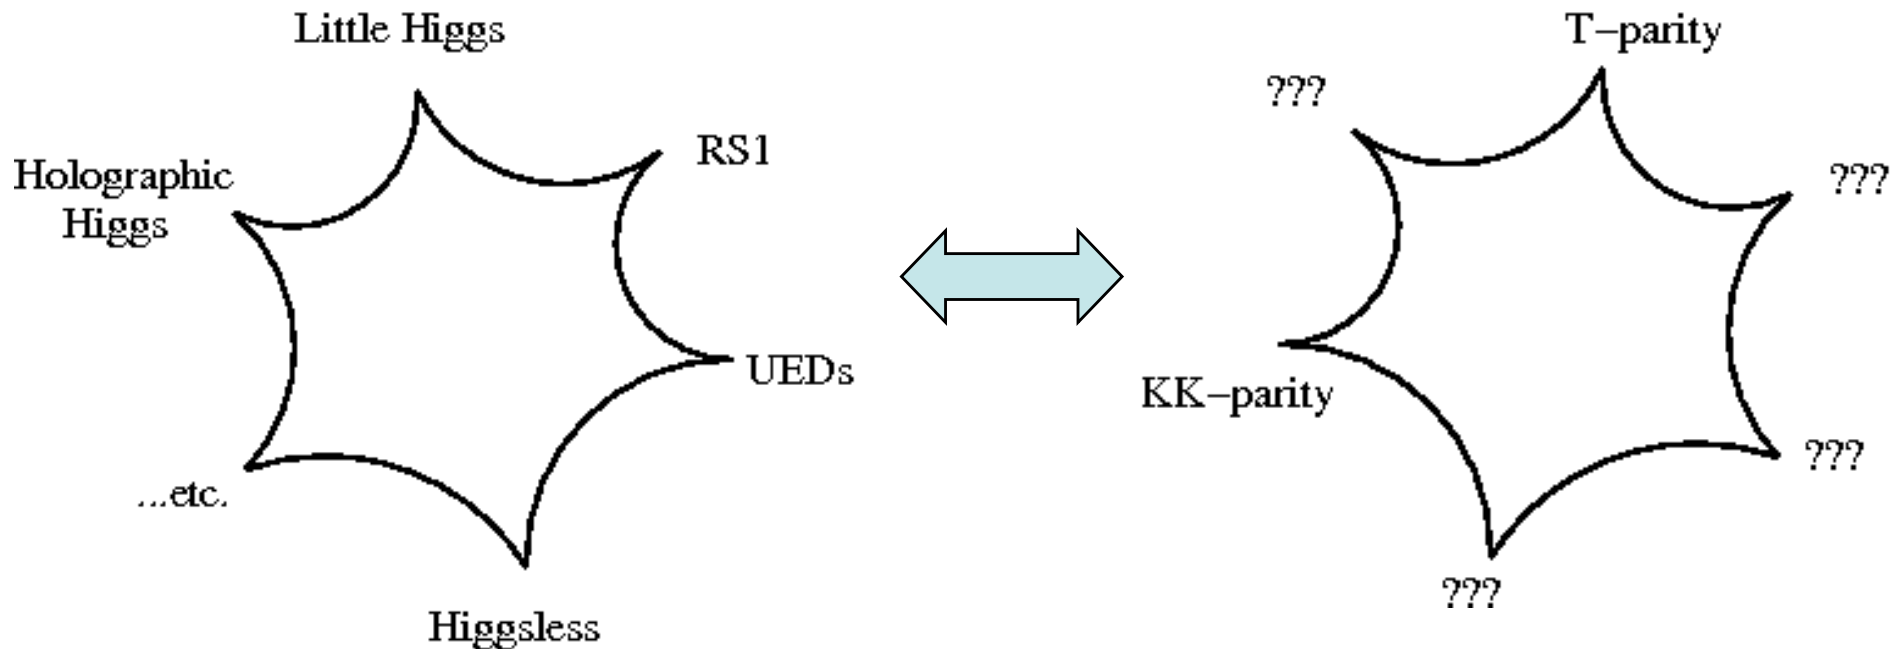 Little Higgs
RS1
Holographic
Higgs
UEDs
...etc.
Higgsless
T–parity
???
???
KK–parity
???
???